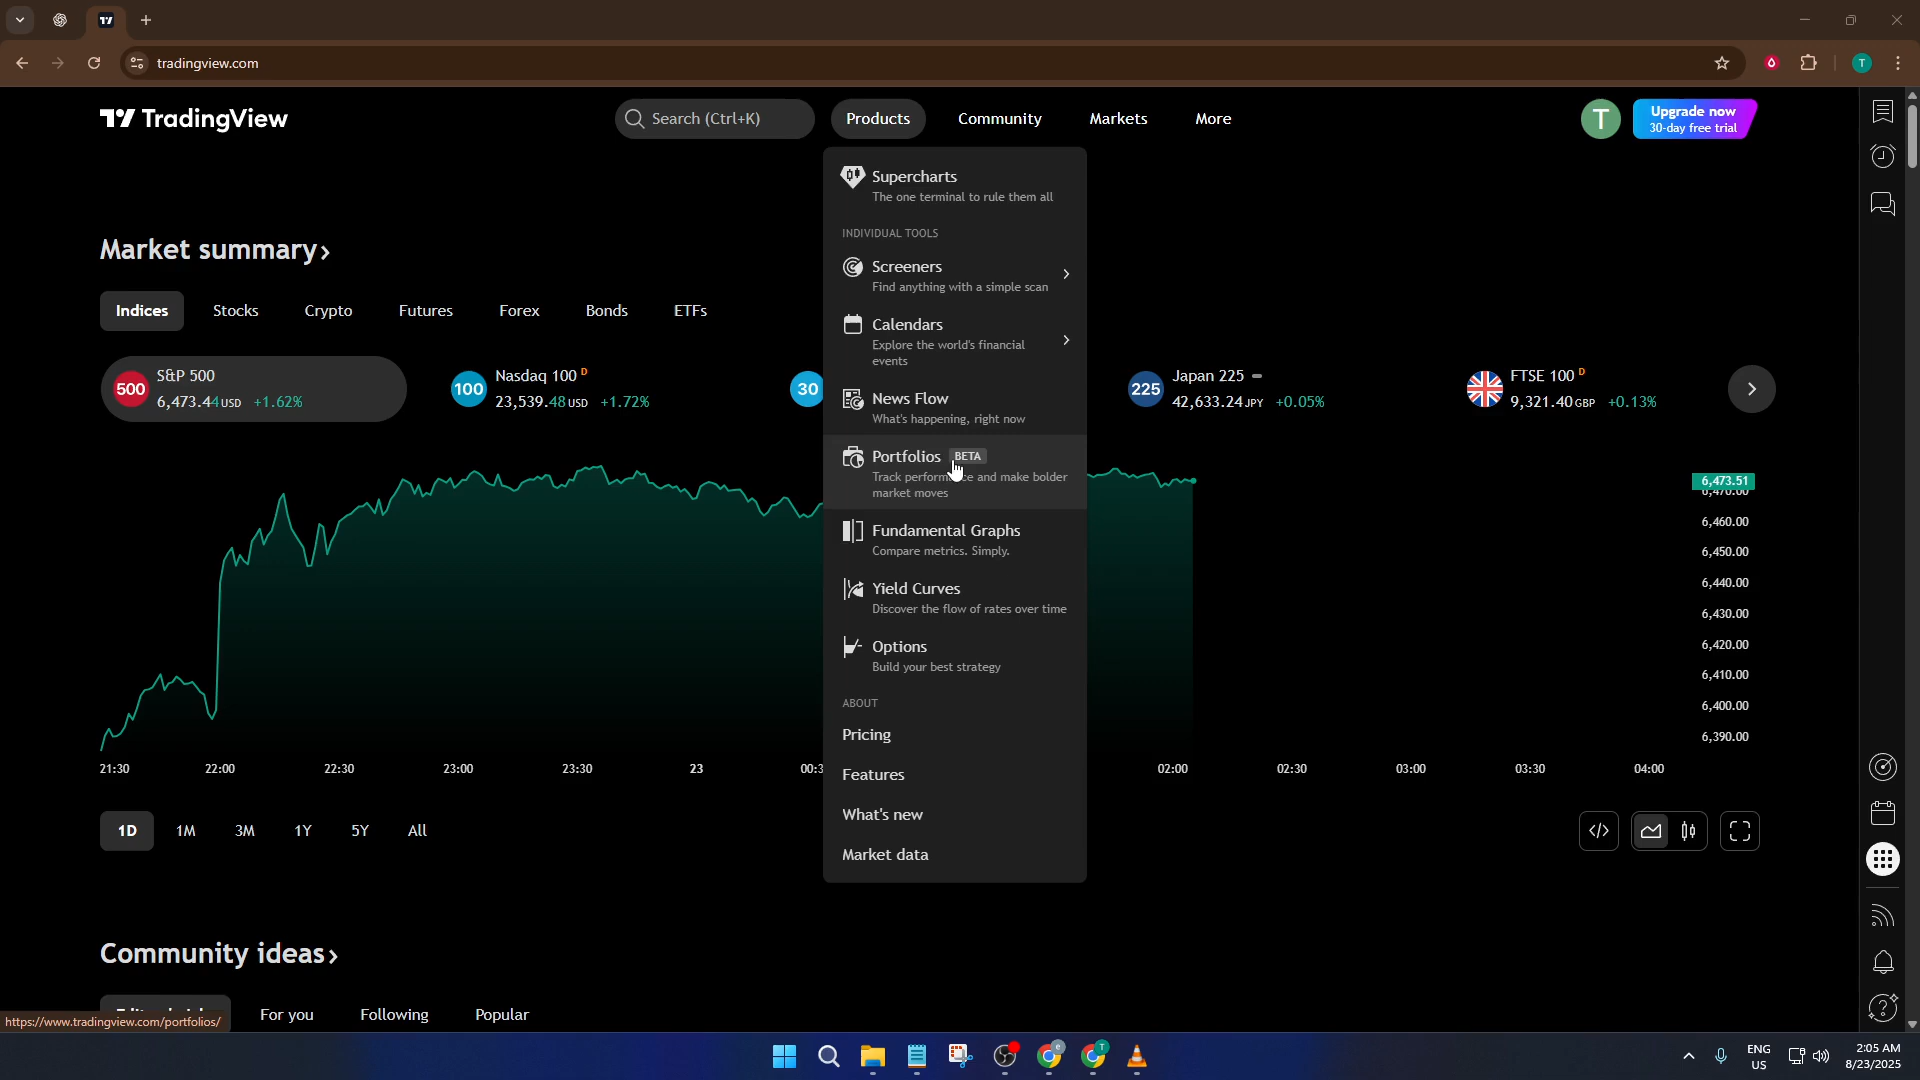 tradingview.com
T
TradingView
Search (Ctrl+K)
Products
Community
Markets
More
T
Upgrade now
30-day free trial
Supercharts
The one terminal to rule them all
INDIVIDUAL TOOLS
Screeners
Find anything with a simple scan
Calendars
Explore the world's financial
events
News Flow
What's happening, right now
Portfolios BETA
and make bolder
market moves
Fundamental Graphs
Compare metrics. Simply.
Yield Curves
Discover the flow of rates over time
Options
Build your best strategy
ABOUT
Pricing
Features
What's new
Market data
Market summary
Indices
Stocks
Crypto
Futures
Forex
Bonds
ETFs
500
S&P 500
6,473.44 USD +1.62%
100
Nasdaq 100 D
23,539.48 USD +1.72%
30
225
Japan 225
42,633.24 JPY +0.05%
FTSE 100 D
9,321.40 GBP +0.13%
6,473.51
6,460.00
6,450.00
6,440.00
6,430.00
6,420.00
6,410.00
6,400.00
6,390.00
21:30
22:00
22:30
23:00
23:30
23
02:00
02:30
03:00
03:30
04:00
1D
1M
3M
1Y
5Y
All
Community ideas
For you
Following
Popular
https://www.tradingview.com/portfolios/
ENG
US
2:05 AM
8/23/2025